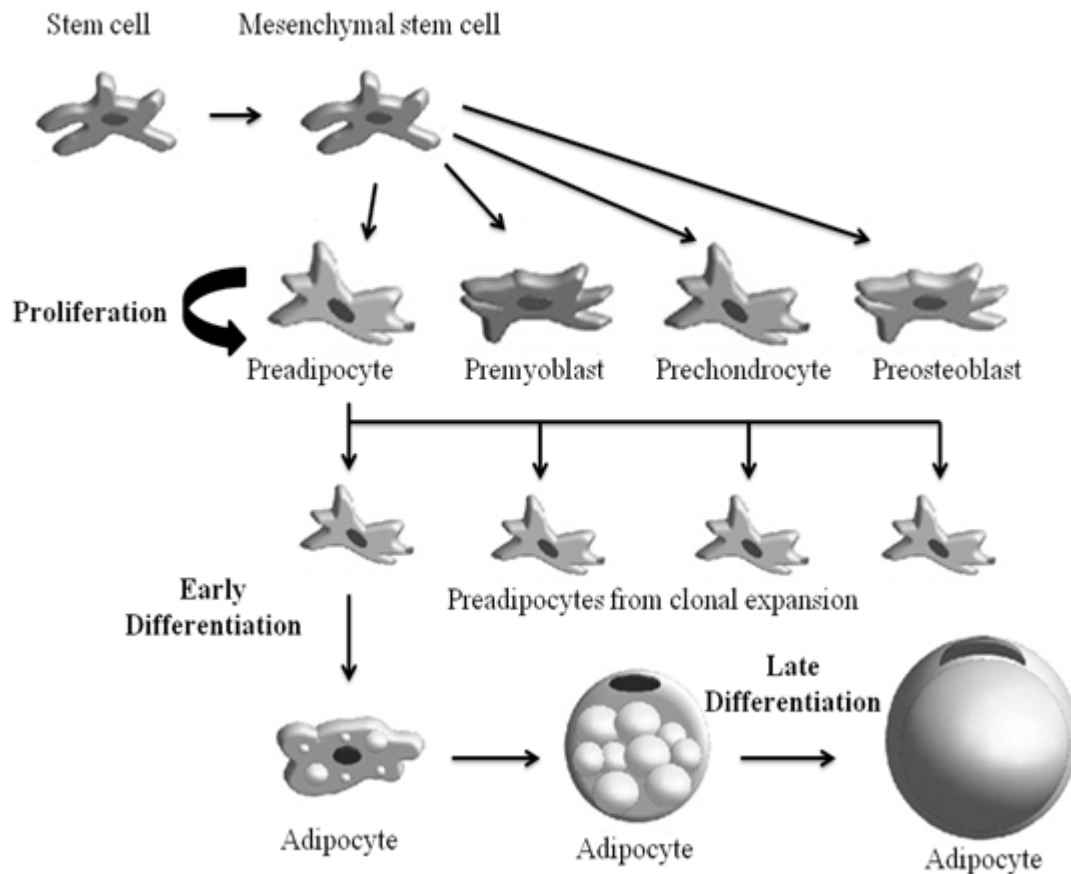 Stem cell
Mesenchymal stem cell
Proliferation
Preadipocyte
Premyoblast
Prechondrocyte
Preosteoblast
Preadipocytes from clonal expansion
Early
Differentiation
Late
Differentiation
Adipocyte
Adipocyte
Adipocyte